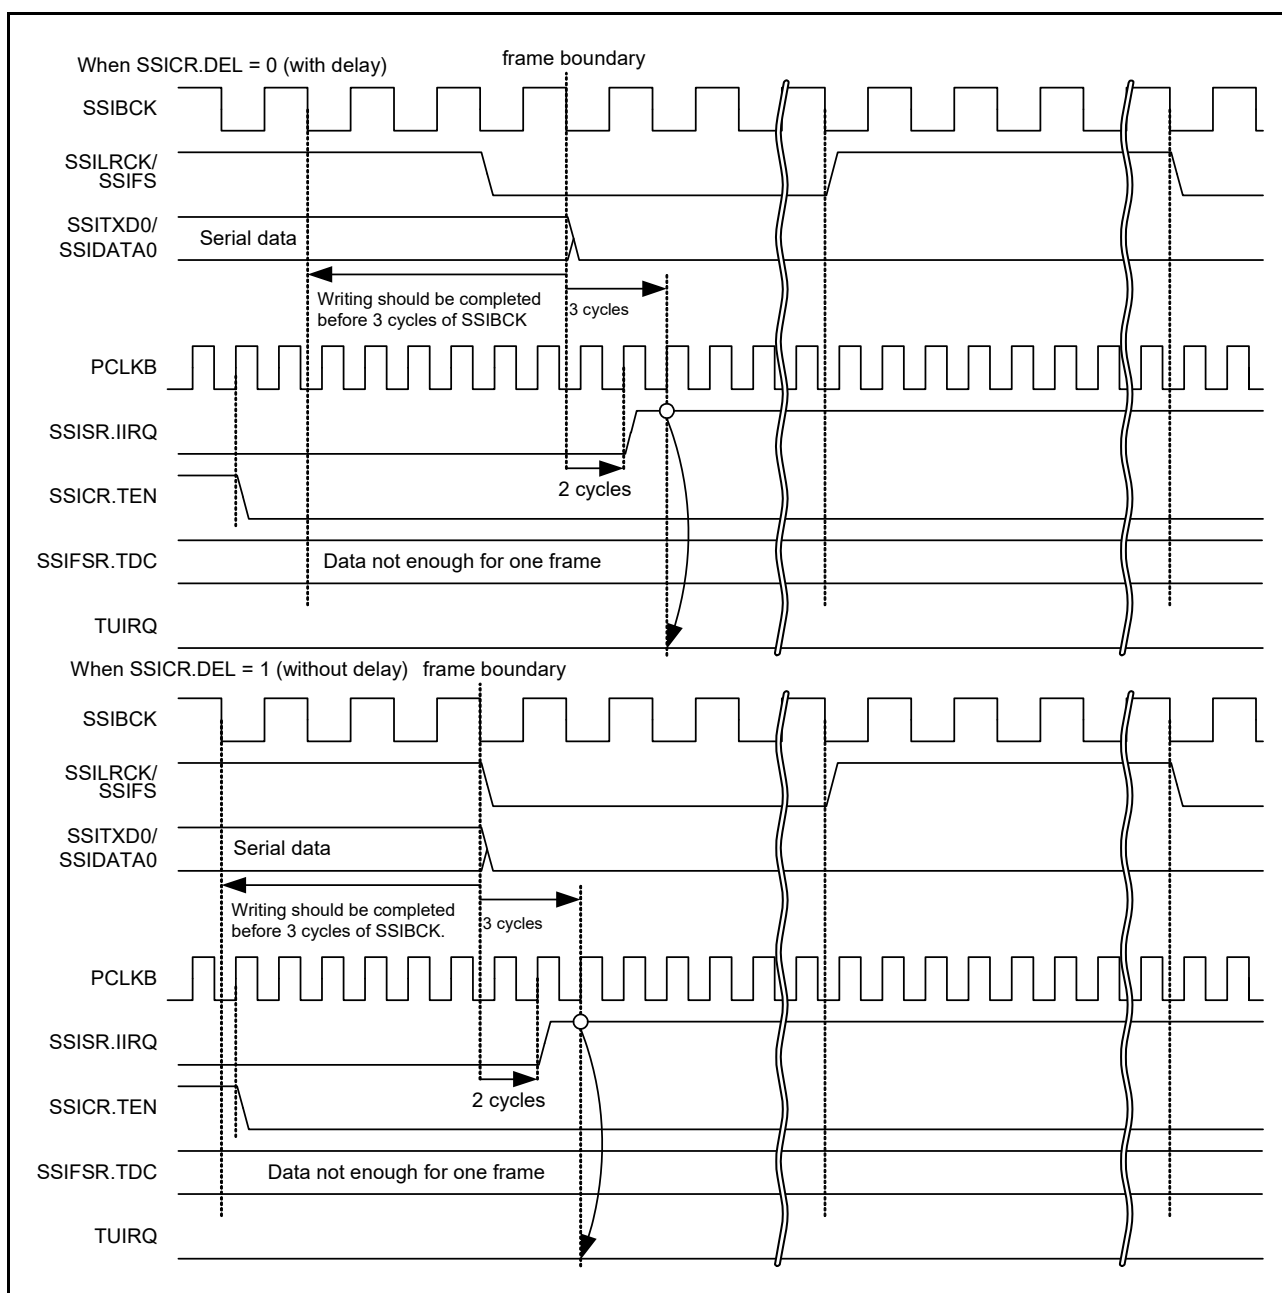 When SSICR.DEL = 0 (with delay)
frame boundary
SSIBCK
SSILRCK/
SSIFS
SSITXD0/
SSIDATA0
Serial data
Writing should be completed
before 3 cycles of SSIBCK
3 cycles
PCLKB
SSISR.IIRQ
2 cycles
SSICR.TEN
SSIFSR.TDC
Data not enough for one frame
TUIRQ
When SSICR.DEL = 1 (without delay)
frame boundary
SSIBCK
SSILRCK/
SSIFS
SSITXD0/
SSIDATA0
Serial data
Writing should be completed
before 3 cycles of SSIBCK.
3 cycles
PCLKB
SSISR.IIRQ
2 cycles
SSICR.TEN
SSIFSR.TDC
Data not enough for one frame
TUIRQ